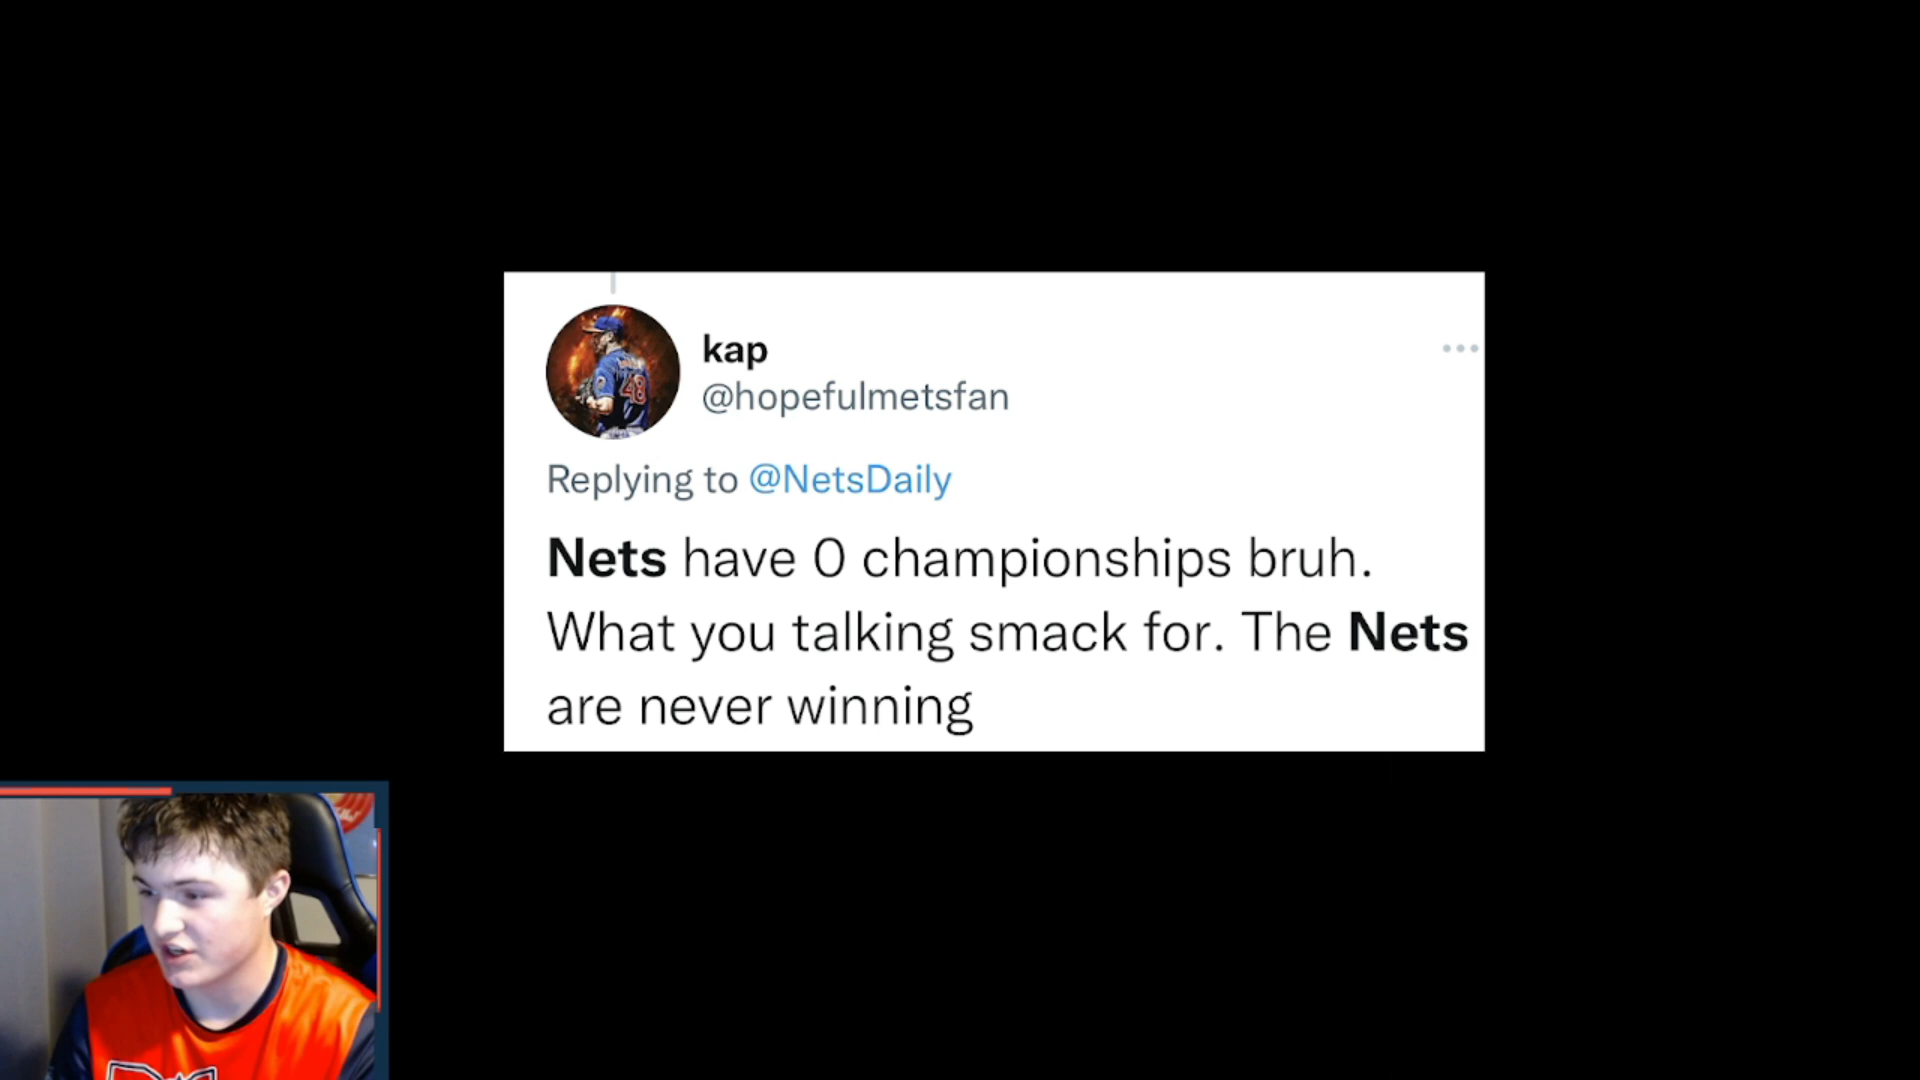 kap
@hopefulmetsfan
Replying to @NetsDaily
Nets have 0 championships bruh.
What you talking smack for. The Nets
are never winning
48